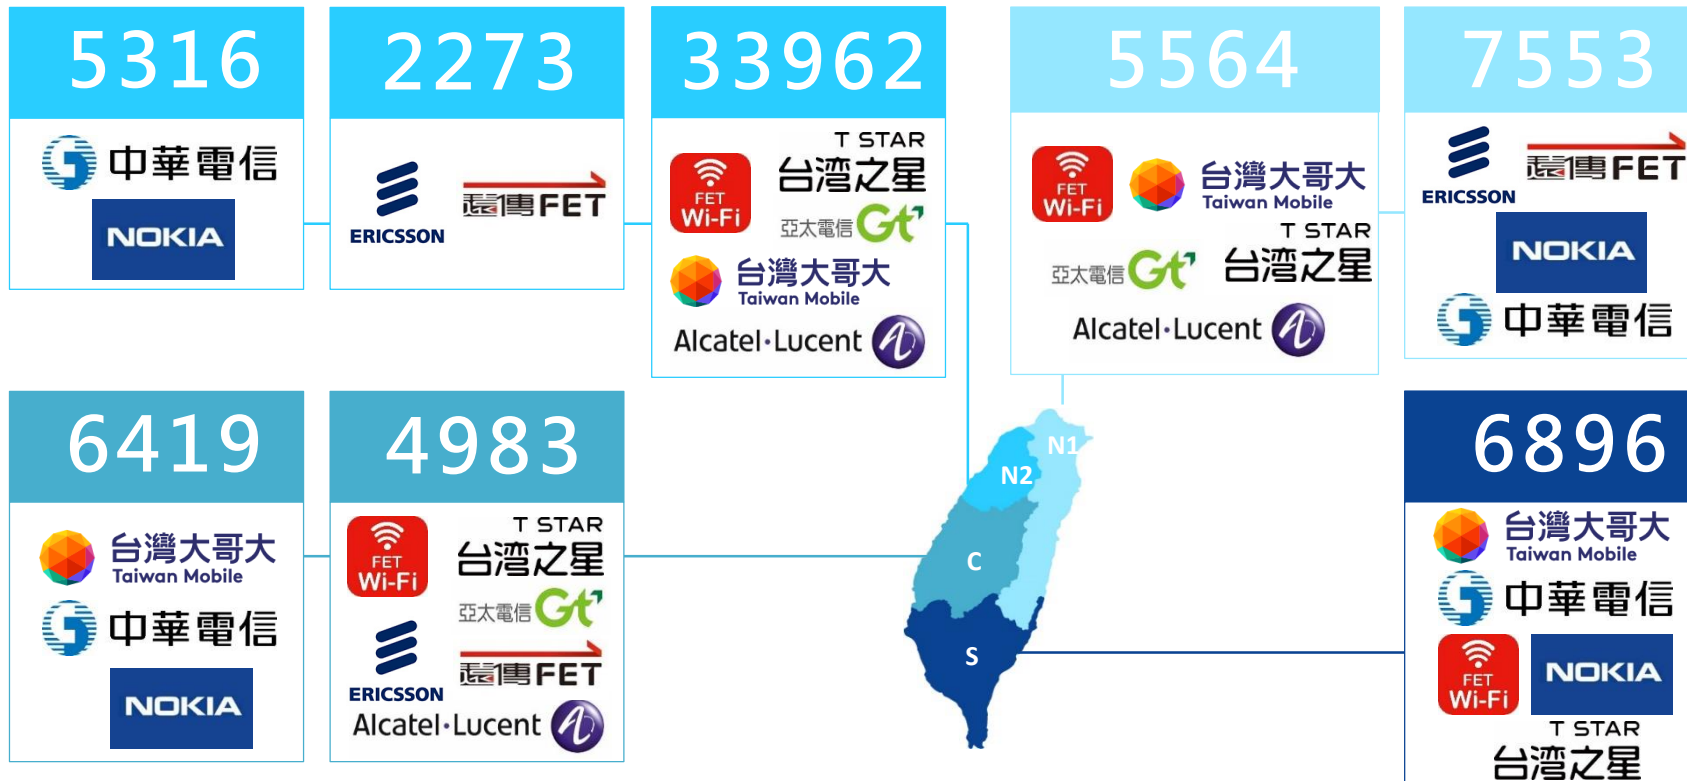 5316
中華電信
NOKIA
2273
ERICSSON
遠傳FET
33962
FET
Wi-Fi
T STAR
台湾之星
亞太電信 Gt
台灣大哥大
Taiwan Mobile
Alcatel·Lucent
5564
FET
Wi-Fi
台灣大哥大
Taiwan Mobile
亞太電信 Gt
T STAR
台湾之星
Alcatel·Lucent
7553
ERICSSON
遠傳FET
NOKIA
中華電信
6419
台灣大哥大
Taiwan Mobile
中華電信
NOKIA
4983
FET
Wi-Fi
T STAR
台湾之星
亞太電信 Gt
ERICSSON
遠傳FET
Alcatel·Lucent
N1
N2
C
S
6896
台灣大哥大
Taiwan Mobile
中華電信
FET
Wi-Fi
NOKIA
T STAR
台湾之星